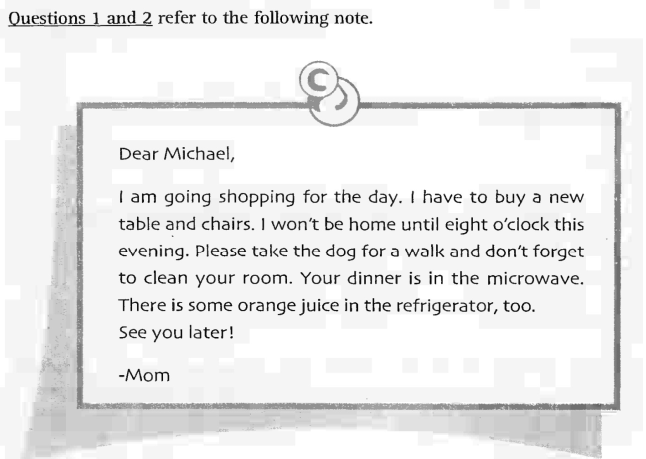 Questions 1 and 2 refer to the following note.
Dear Michael,
I am going shopping for the day. I have to buy a new
table and chairs. I won't be home until eight o'clock this
evening. Please take the dog for a walk and don't forget
to clean your room. Your dinner is in the microwave.
There is some orange juice in the refrigerator, too.
See you later!
-Mom